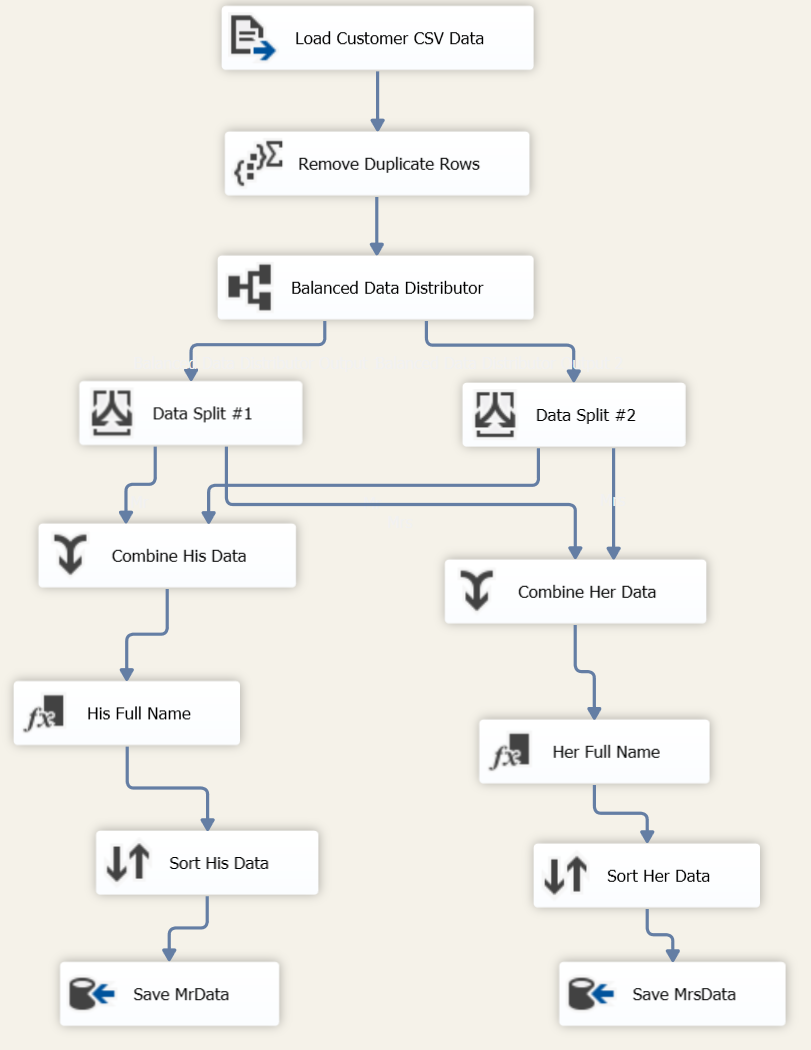 Load Customer CSV Data
Remove Duplicate Rows
Balanced Data Distributor
Data Split #1
Data Split #2
Combine His Data
Combine Her Data
His Full Name
Her Full Name
Sort His Data
Sort Her Data
Save MrData
Save MrsData